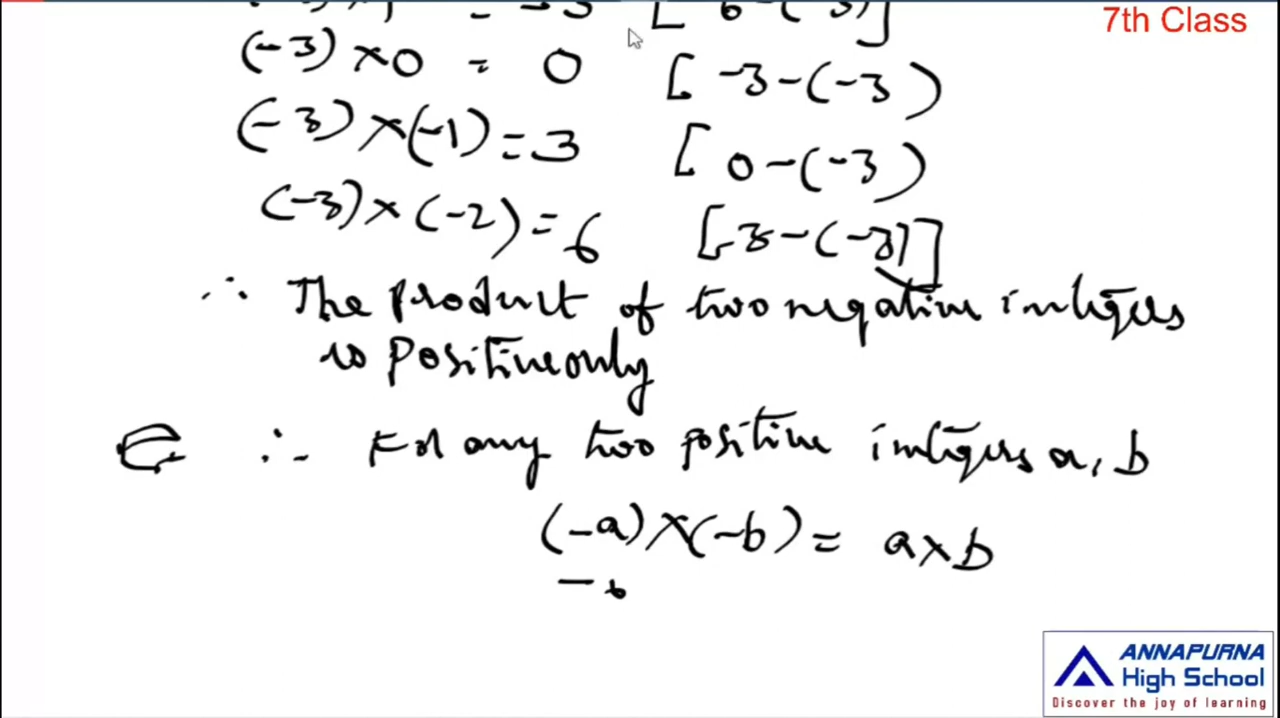 7th Class
(-3) × 0 = 0 [ -3 - (-3 )
(-3) × (-1) = 3 [ 0 - (-3 )
(-3) × (-2) = 6 [ 3 - (-3) ]
∴ The product of two negative integers
is positive only
∴ For any two positive integers a, b
(-a) × (-b) = a × b
ANNAPURNA
High School
Discover the joy of learning